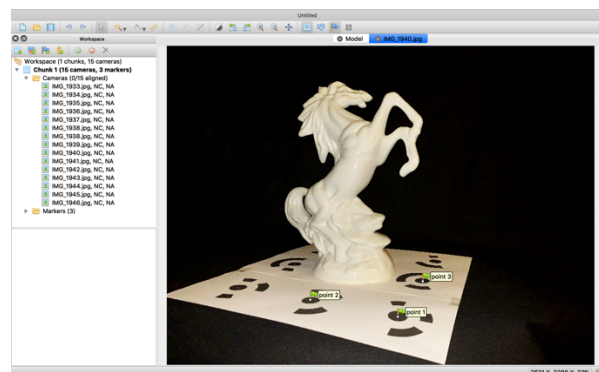 Untitled
Workspace
Model
IMG_1940.jpg
Workspace (1 chunks, 15 cameras)
Chunk 1 (15 cameras, 3 markers)
Cameras (0/15 aligned)
IMG_1933.jpg, NC, NA
IMG_1934.jpg, NC, NA
IMG_1935.jpg, NC, NA
IMG_1936.jpg, NC, NA
IMG_1937.jpg, NC, NA
IMG_1938.jpg, NC, NA
IMG_1938.jpg, NC, NA
IMG_1939.jpg, NC, NA
IMG_1940.jpg, NC, NA
IMG_1941.jpg, NC, NA
IMG_1942.jpg, NC, NA
IMG_1943.jpg, NC, NA
IMG_1944.jpg, NC, NA
IMG_1945.jpg, NC, NA
IMG_1946.jpg, NC, NA
Markers (3)
point 3
point 2
point 1